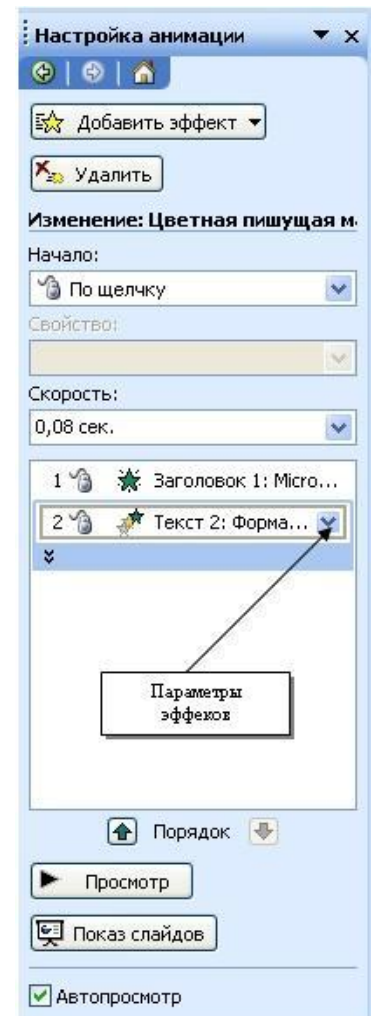 Настройка анимации
Добавить эффект
Удалить
Изменение: Цветная пишущая м
Начало:
По щелчку
Свойство:
Скорость:
0,08 сек.
1 Заголовок 1: Micro...
2 Текст 2: Форма...
Параметры
эффеков
Порядок
Просмотр
Показ слайдов
Автопросмотр